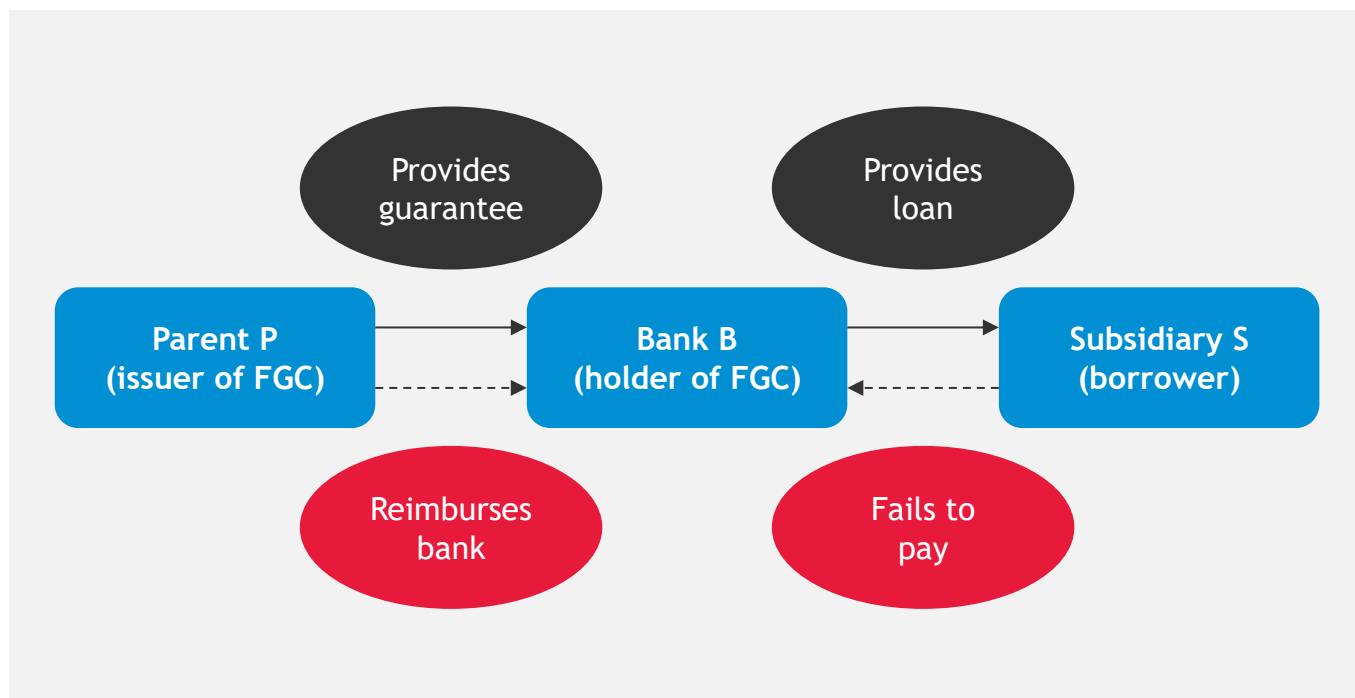 Provides
guarantee
Provides
loan
Parent P
(issuer of FGC)
Bank B
(holder of FGC)
Subsidiary S
(borrower)
Reimburses
bank
Fails to
pay